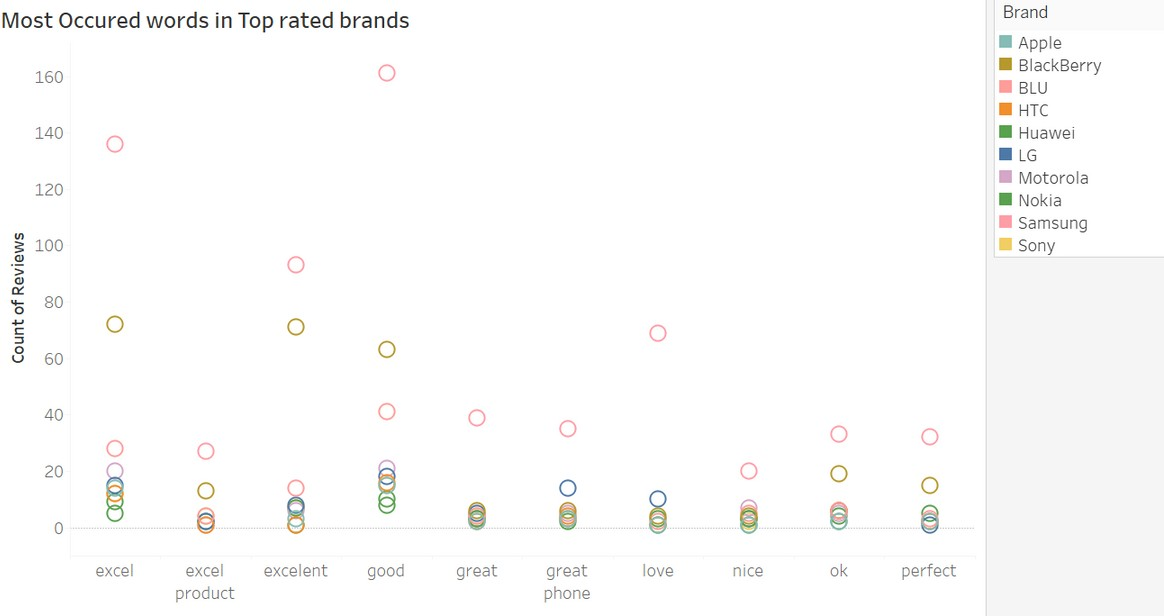 Most Occured words in Top rated brands
Brand
Apple
BlackBerry
BLU
HTC
Huawei
LG
Motorola
Nokia
Samsung
Sony
Count of Reviews
160
140
120
100
80
60
40
20
0
excel
excel product
excelent
good
great
great phone
love
nice
ok
perfect